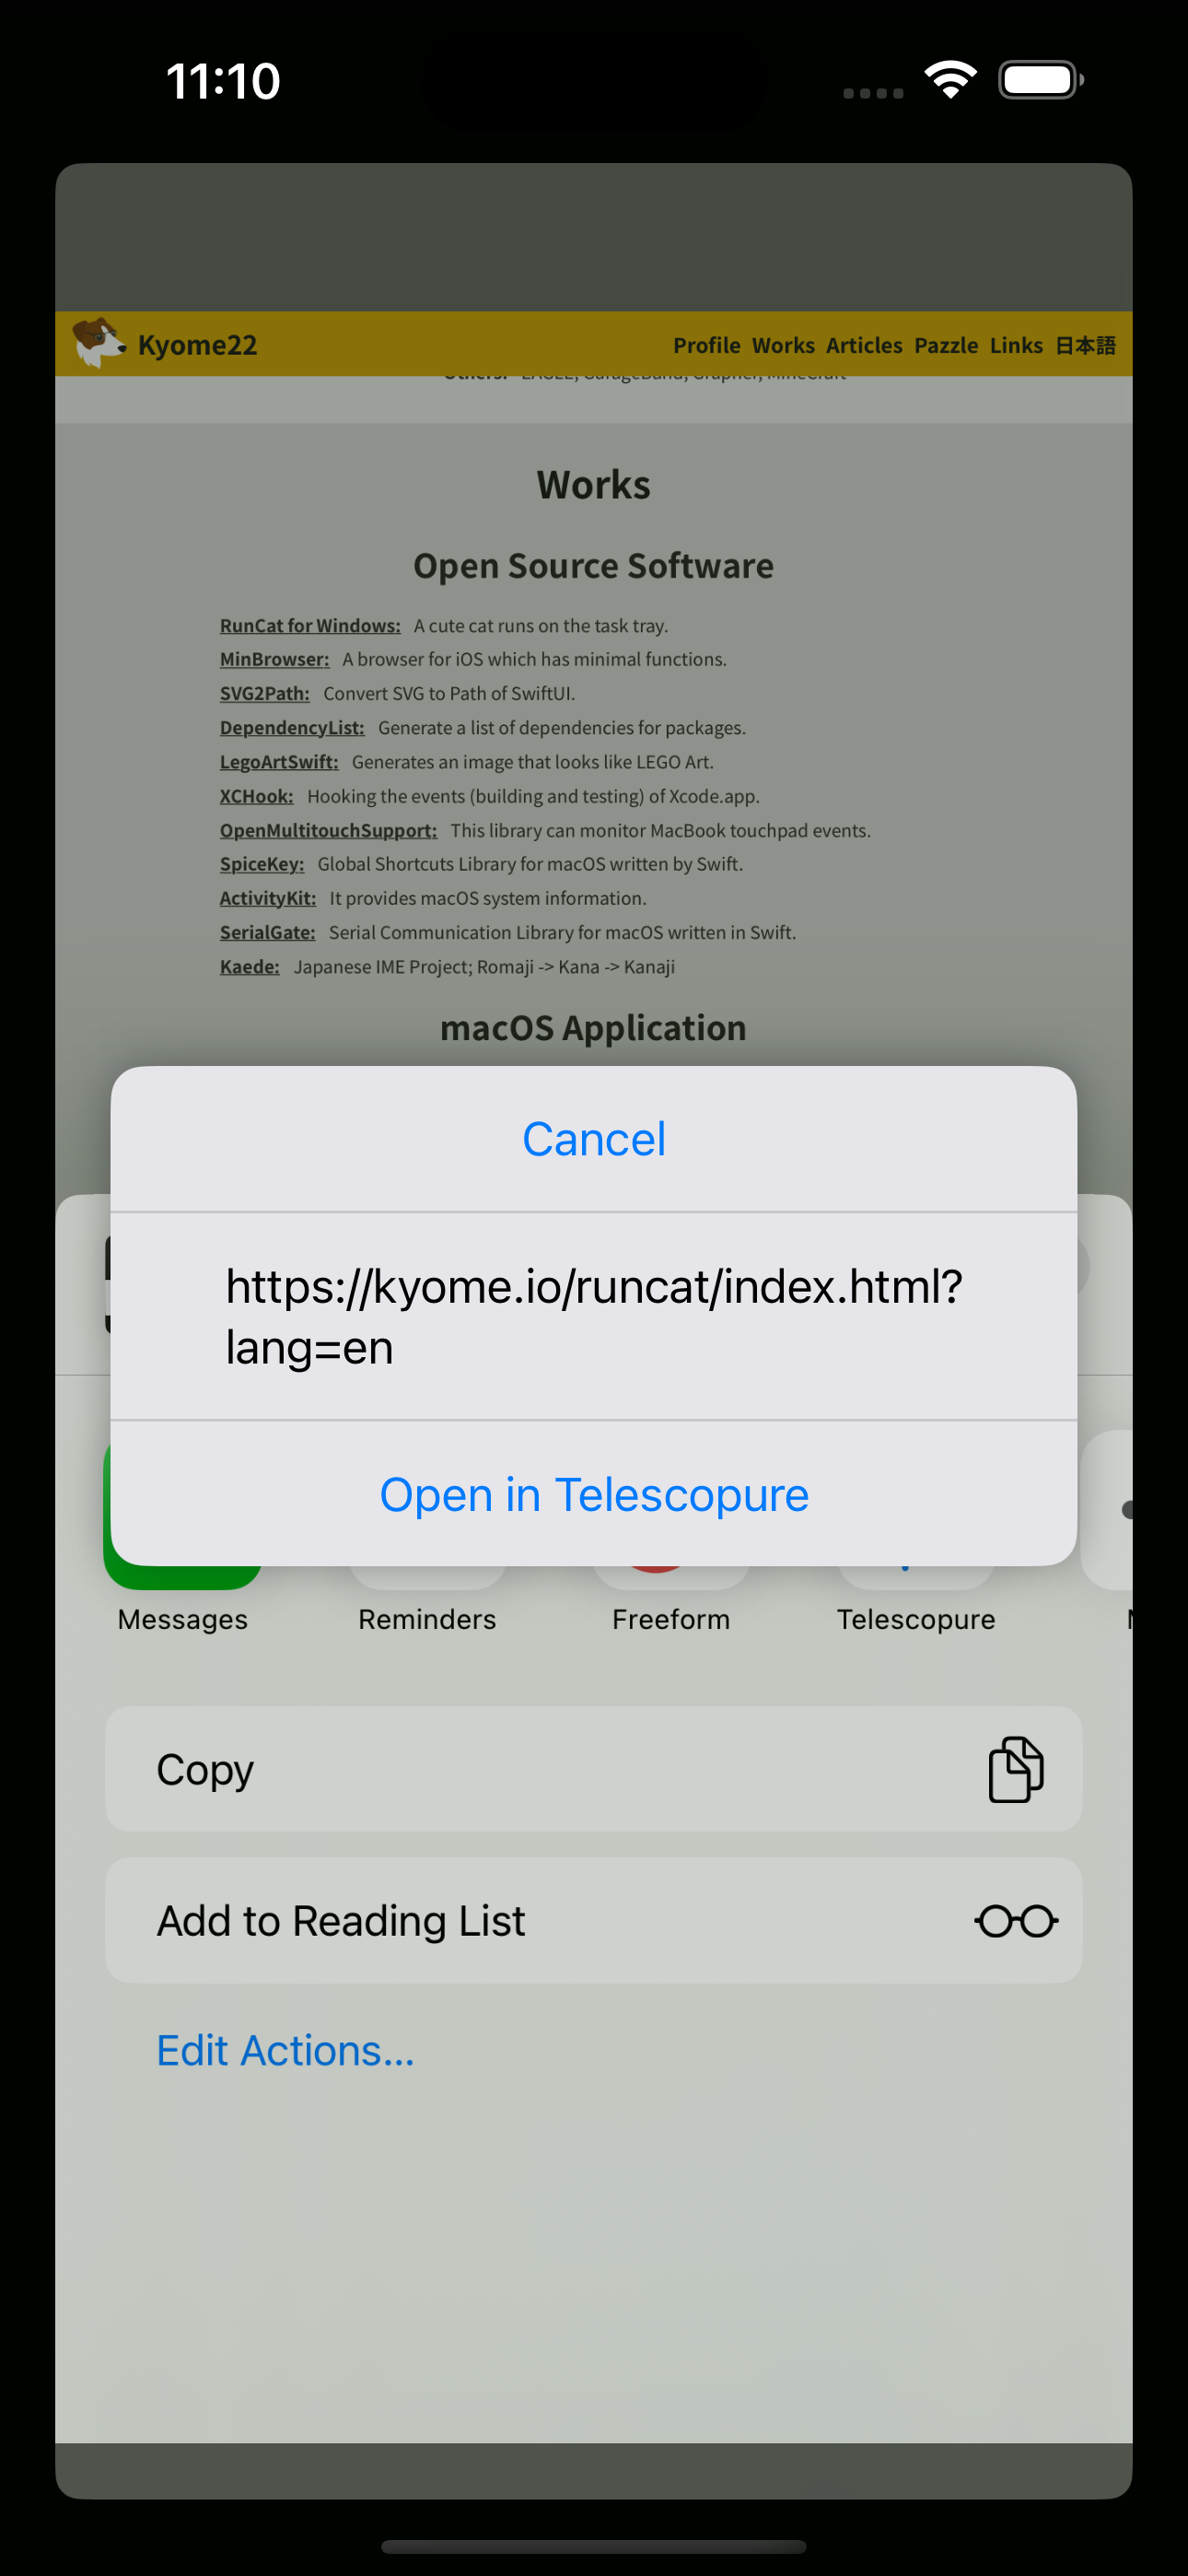 11:10
Kyome22
Profile Works Articles Pazzle Links 日本語
Others: EAGLE, GarageBand, Grapher, MineCraft
Works
Open Source Software
RunCat for Windows: A cute cat runs on the task tray.
MinBrowser: A browser for iOS which has minimal functions.
SVG2Path: Convert SVG to Path of SwiftUI.
DependencyList: Generate a list of dependencies for packages.
LegoArtSwift: Generates an image that looks like LEGO Art.
XCHook: Hooking the events (building and testing) of Xcode.app.
OpenMultitouchSupport: This library can monitor MacBook touchpad events.
SpiceKey: Global Shortcuts Library for macOS written by Swift.
ActivityKit: It provides macOS system information.
SerialGate: Serial Communication Library for macOS written in Swift.
Kaede: Japanese IME Project; Romaji -> Kana -> Kanaji
macOS Application
Cancel
https://kyome.io/runcat/index.html?
lang=en
Open in Telescopure
Messages Reminders Freeform Telescopure
Copy
Add to Reading List
Edit Actions...